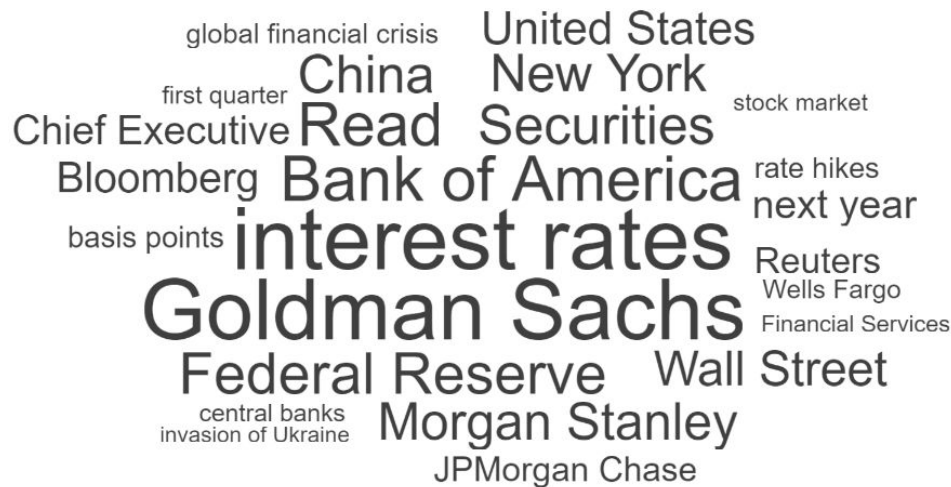 global financial crisis United States
China New York
first quarter stock market
Chief Executive Read Securities
Bloomberg Bank of America rate hikes
next year
basis points interest rates
Reuters
Goldman Sachs Wells Fargo
Financial Services
Federal Reserve Wall Street
central banks Morgan Stanley
invasion of Ukraine
JPMorgan Chase